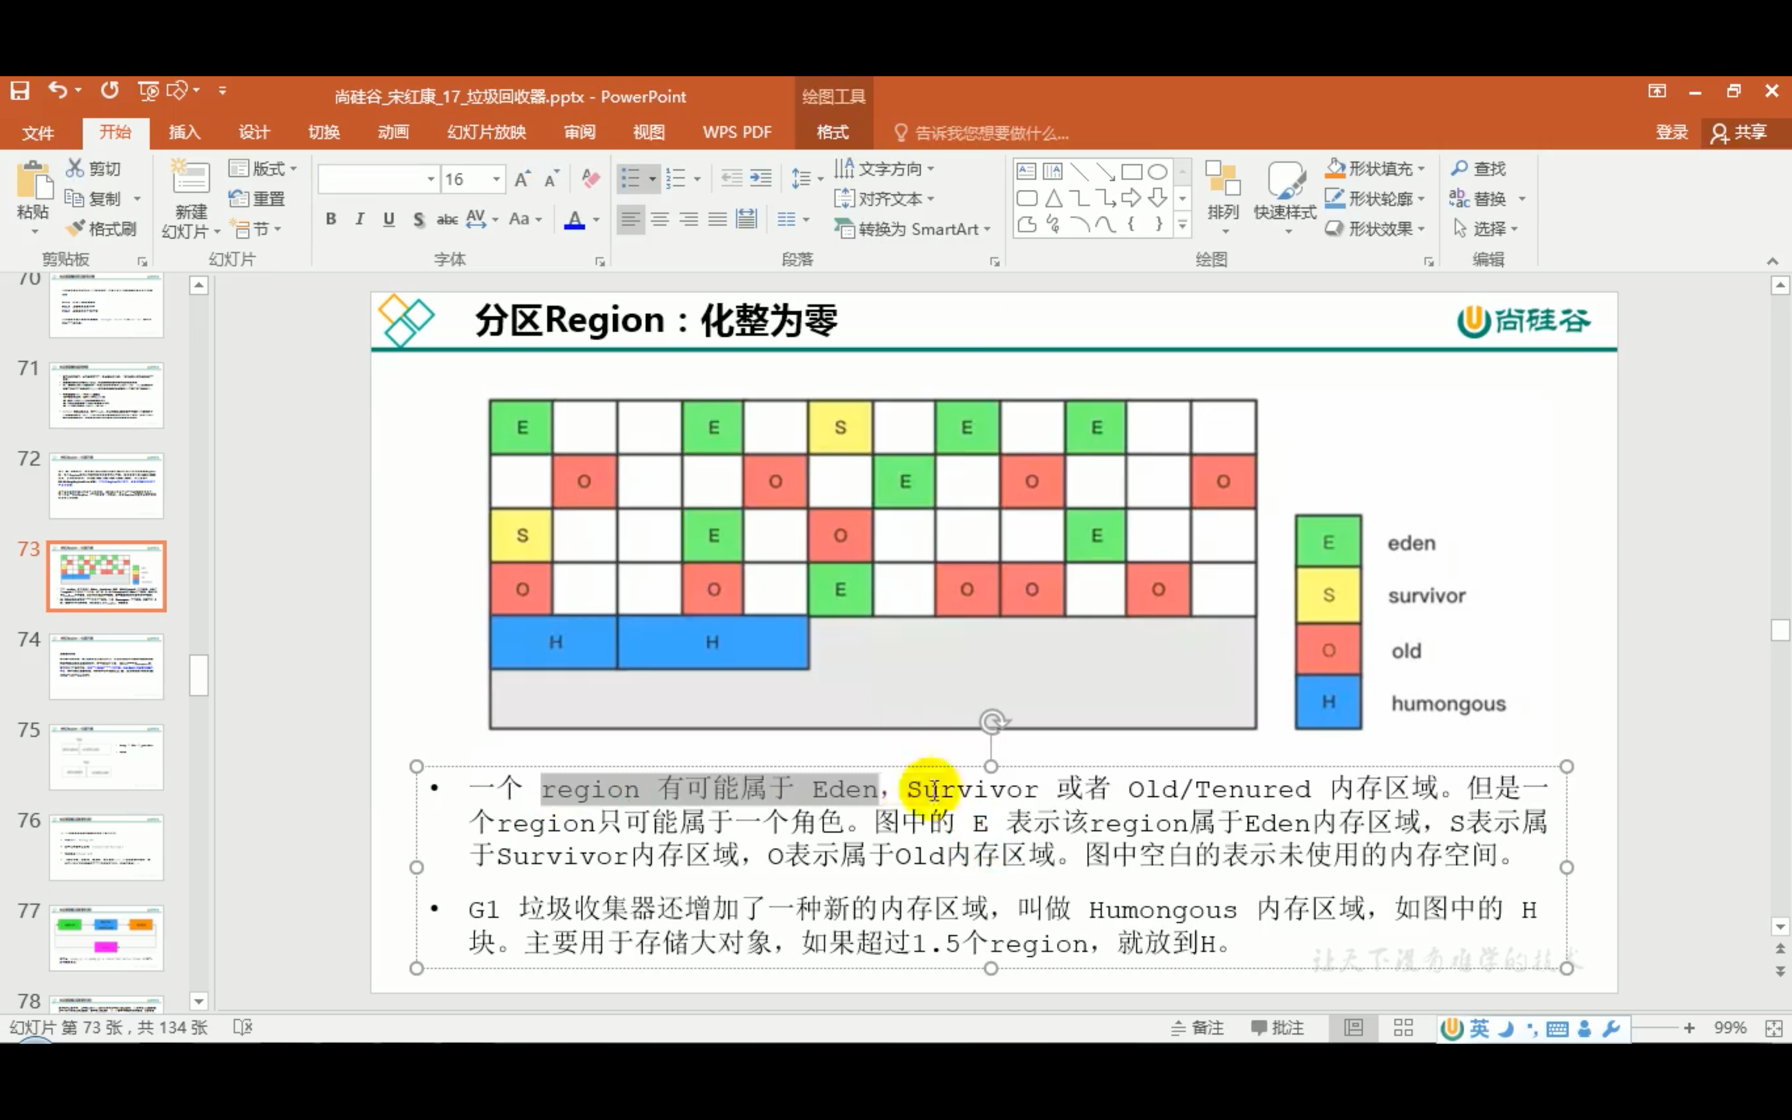 尚硅谷_宋红康_17_垃圾回收器.pptx - PowerPoint
绘图工具
文件 开始 插入 设计 切换 动画 幻灯片放映 审阅 视图 WPS PDF 格式 告诉我您想要做什么... 登录 共享
粘贴 剪切 复制 格式刷
新建 幻灯片 版式 重置 节
16
B I U S abc AV Aa A
文字方向
对齐文本
转换为 SmartArt
排列 快速样式 形状填充 形状轮廓 形状效果
查找 替换 选择
剪贴板 幻灯片 字体 段落 绘图 编辑
70
71
72
73
74
75
76
77
78
分区Region：化整为零
尚硅谷
E E S E E
O O E O O
S E O E
O O E O O O
H H
E eden
S survivor
O old
H humongous
• 一个 region 有可能属于 Eden，Survivor 或者 Old/Tenured 内存区域。但是一
个region只可能属于一个角色。图中的 E 表示该region属于Eden内存区域，S表示属
于Survivor内存区域，O表示属于Old内存区域。图中空白的表示未使用的内存空间。
• G1 垃圾收集器还增加了一种新的内存区域，叫做 Humongous 内存区域，如图中的 H
块。主要用于存储大对象，如果超过1.5个region，就放到H。
让天下没有难学的技术
幻灯片 第 73 张，共 134 张 备注 批注 英 99%